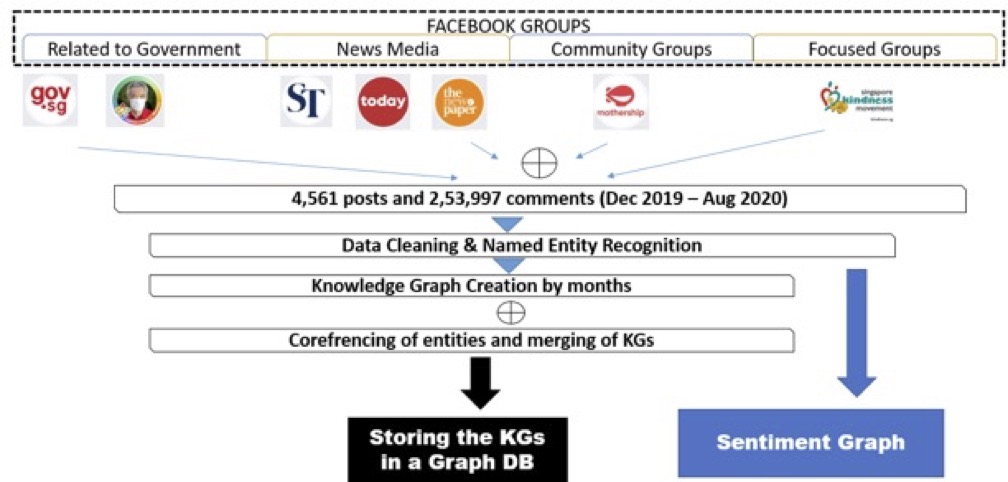 FACEBOOK GROUPS
Related to Government
News Media
Community Groups
Focused Groups
gov
.sg
ST
today
the
new
paper
mothership
singapore
kindness
movement
4,561 posts and 2,53,997 comments (Dec 2019 – Aug 2020)
Data Cleaning & Named Entity Recognition
Knowledge Graph Creation by months
Corefrencing of entities and merging of KGs
Storing the KGs
in a Graph DB
Sentiment Graph